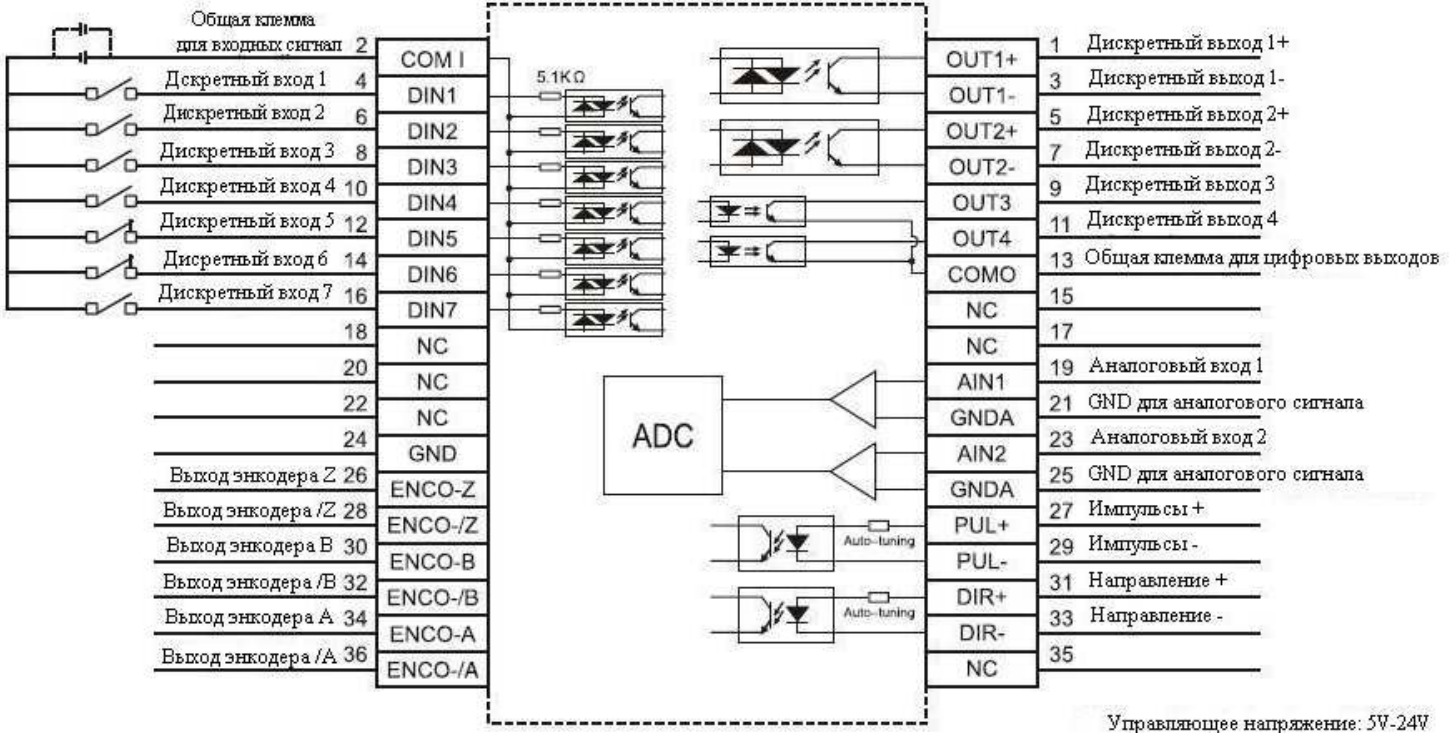 Общая клемма
для входных сигнал 2
COM I
Дскретный вход 1 4
DIN1
Дискретный вход 2 6
DIN2
Дискретный вход 3 8
DIN3
Дискретный вход 4 10
DIN4
Дискретный вход 5 12
DIN5
Дисретный вход 6 14
DIN6
Дискретный вход 7 16
DIN7
18
NC
20
NC
22
NC
24
GND
Выход энкодера Z 26
ENCO-Z
Выход энкодера /Z 28
ENCO-/Z
Выход энкодера B 30
ENCO-B
Выход энкодера /B 32
ENCO-/B
Выход энкодера A 34
ENCO-A
Выход энкодера /A 36
ENCO-/A
5.1KΩ
ADC
Auto-tuning
Auto-tuning
OUT1+
1 Дискретный выход 1+
OUT1-
3 Дискретный выход 1-
OUT2+
5 Дискретный выход 2+
OUT2-
7 Дискретный выход 2-
OUT3
9 Дискретный выход 3
OUT4
11 Дискретный выход 4
COMO
13 Общая клемма для цифровых выходов
NC
15
NC
17
AIN1
19 Аналоговый вход 1
GNDA
21 GND для аналогового сигнала
AIN2
23 Аналоговый вход 2
GNDA
25 GND для аналогового сигнала
PUL+
27 Импульсы +
PUL-
29 Импульсы -
DIR+
31 Направление +
DIR-
33 Направление -
NC
35
Управляющее напряжение: 5V-24V